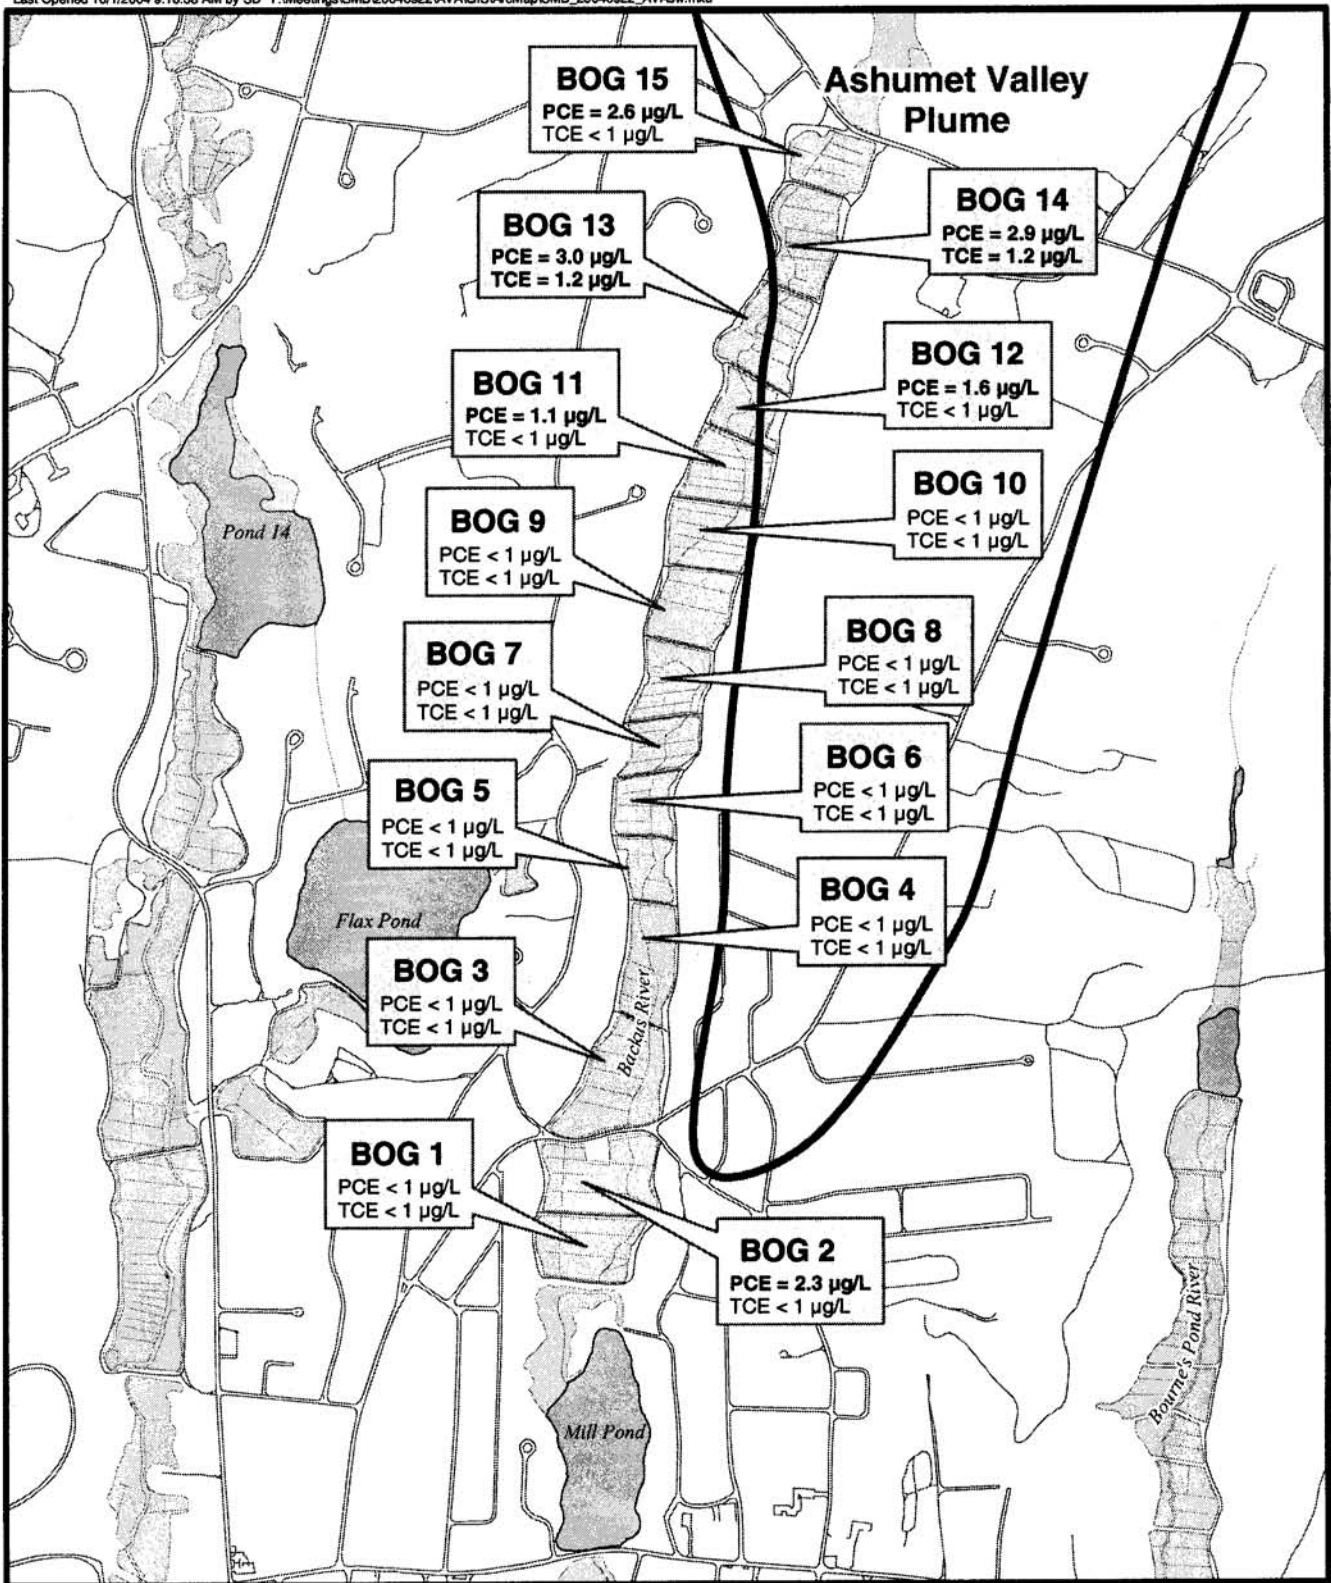 Ashumet Valley
Plume
BOG 15
PCE = 2.6 µg/L
TCE < 1 µg/L
BOG 14
PCE = 2.9 µg/L
TCE = 1.2 µg/L
BOG 13
PCE = 3.0 µg/L
TCE = 1.2 µg/L
BOG 12
PCE = 1.6 µg/L
TCE < 1 µg/L
BOG 11
PCE = 1.1 µg/L
TCE < 1 µg/L
BOG 10
PCE < 1 µg/L
TCE < 1 µg/L
BOG 9
PCE < 1 µg/L
TCE < 1 µg/L
Pond 14
BOG 8
PCE < 1 µg/L
TCE < 1 µg/L
BOG 7
PCE < 1 µg/L
TCE < 1 µg/L
BOG 6
PCE < 1 µg/L
TCE < 1 µg/L
BOG 5
PCE < 1 µg/L
TCE < 1 µg/L
BOG 4
PCE < 1 µg/L
TCE < 1 µg/L
Flax Pond
BOG 3
PCE < 1 µg/L
TCE < 1 µg/L
Backus River
BOG 1
PCE < 1 µg/L
TCE < 1 µg/L
BOG 2
PCE = 2.3 µg/L
TCE < 1 µg/L
Bourne's Pond River
Mill Pond